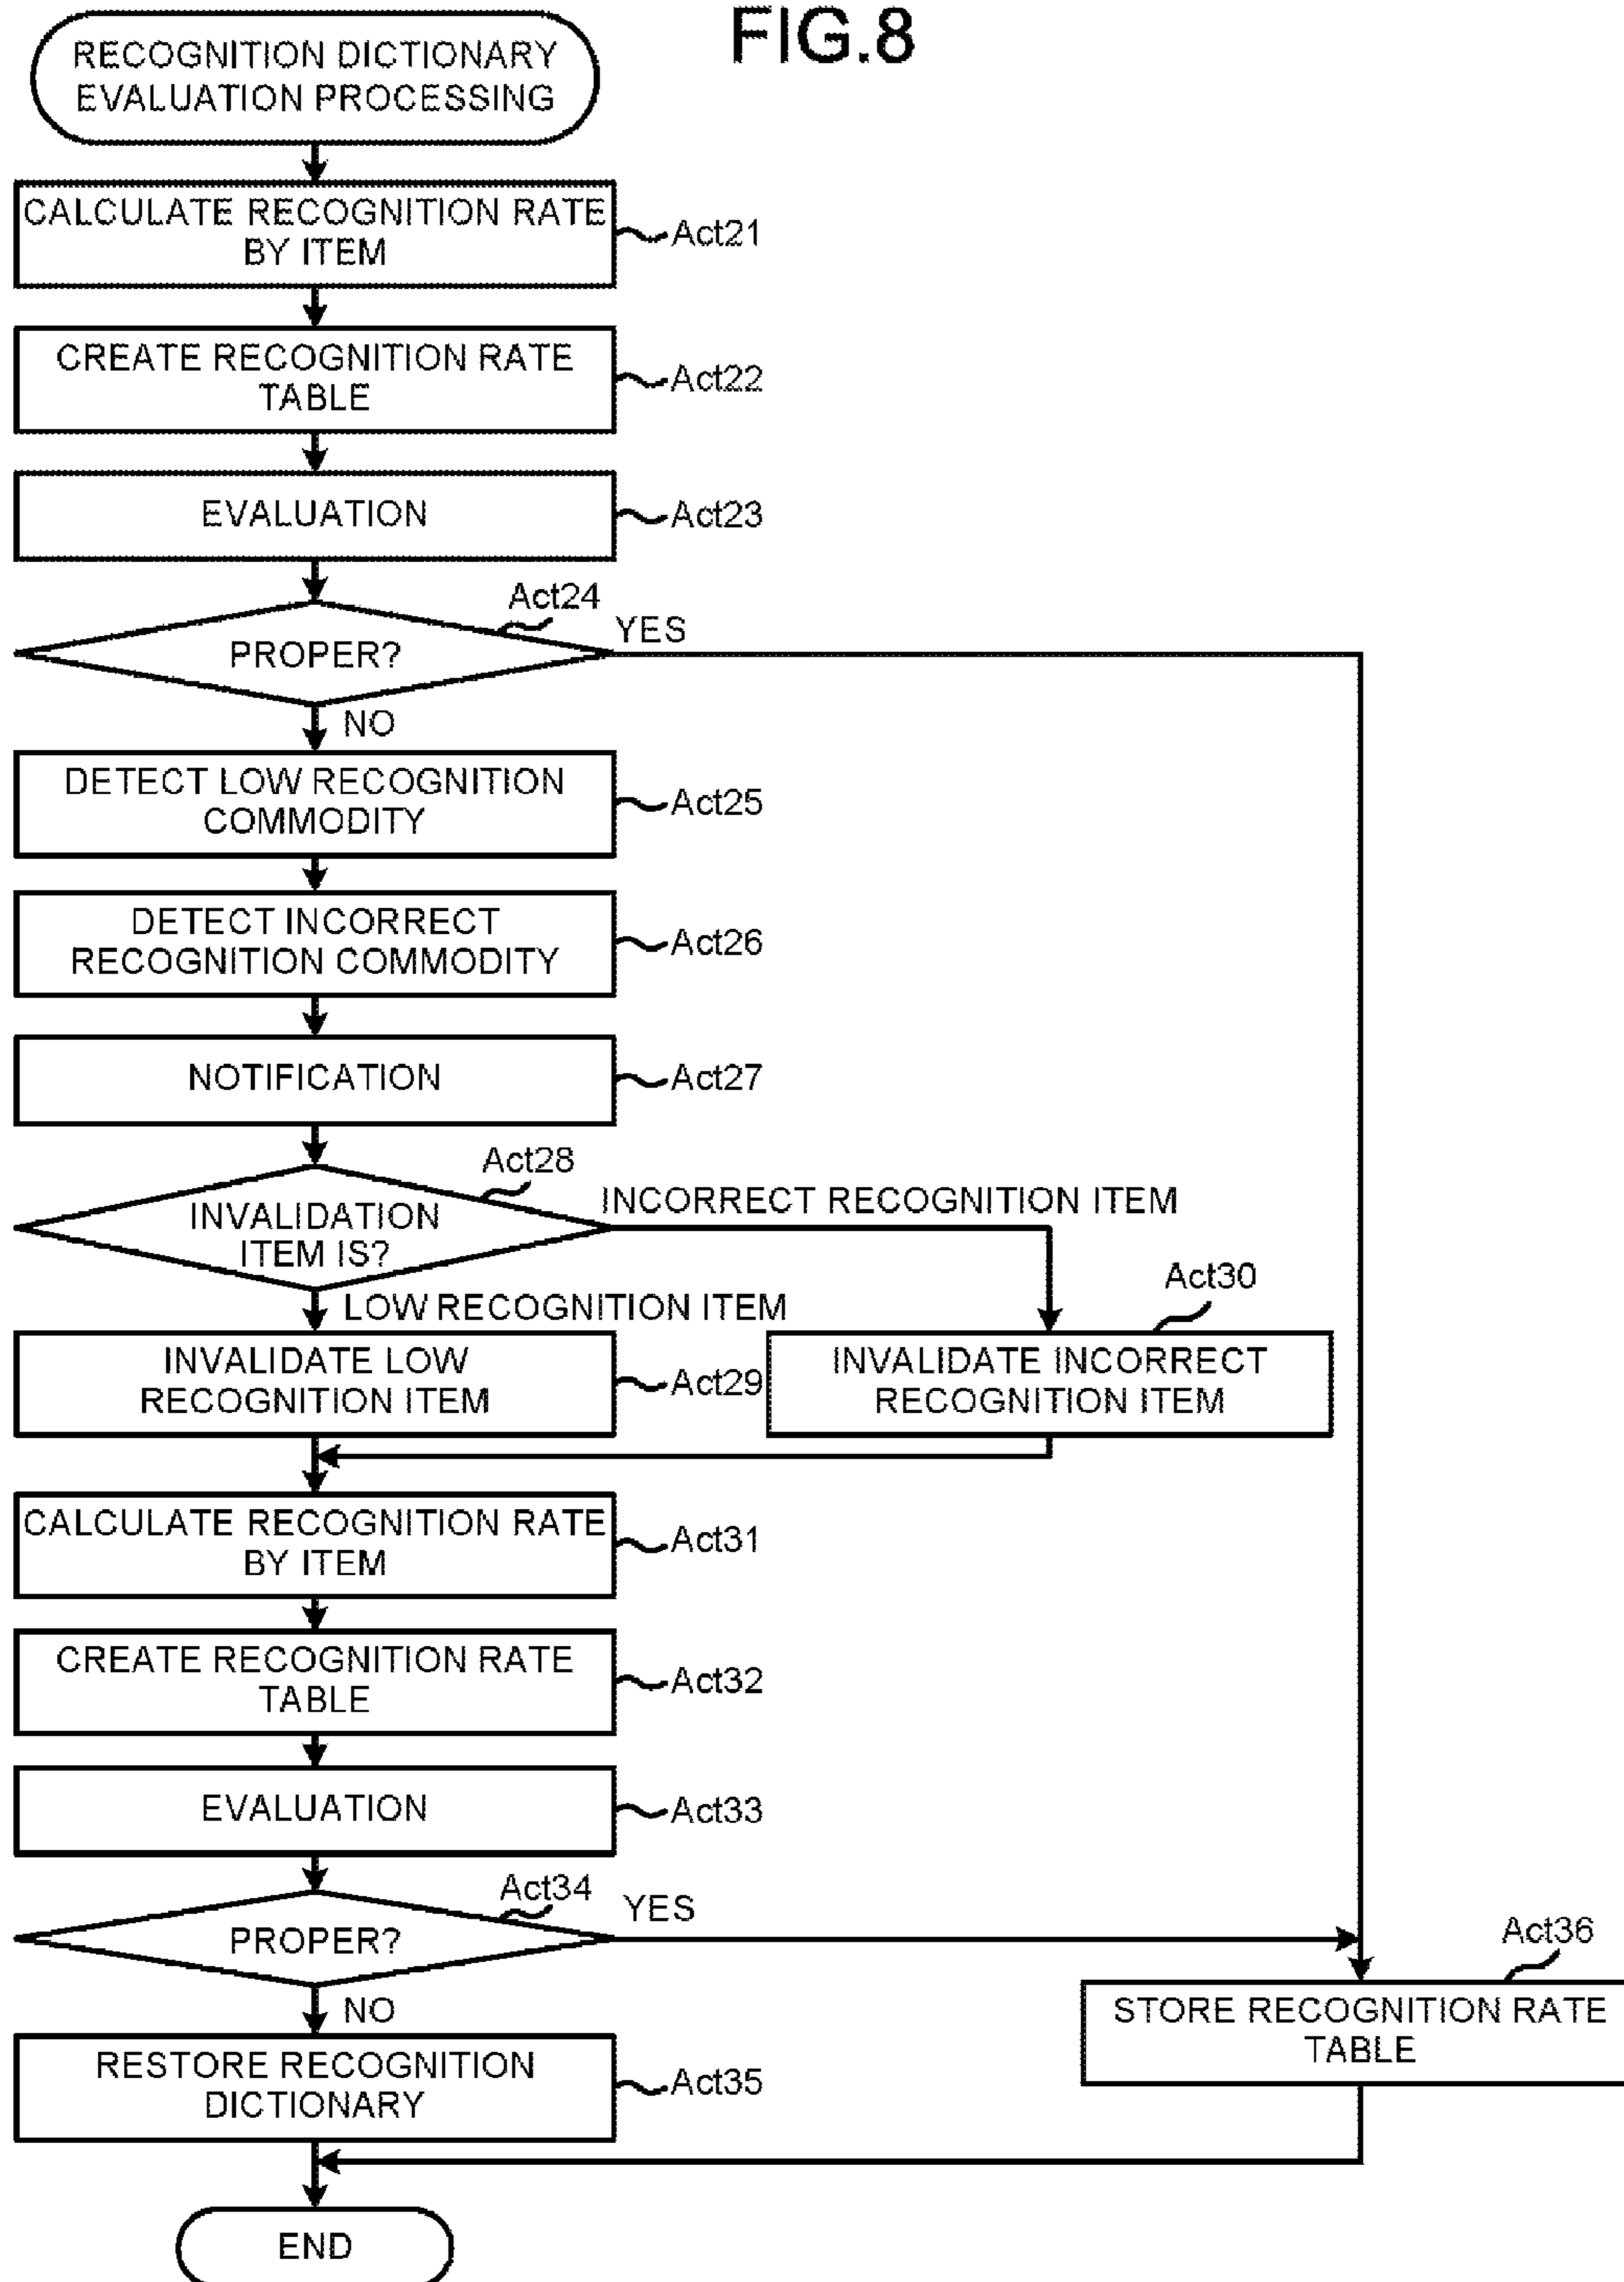 FIG.8
RECOGNITION DICTIONARY
EVALUATION PROCESSING
CALCULATE RECOGNITION RATE
BY ITEM
Act21
CREATE RECOGNITION RATE
TABLE
Act22
EVALUATION
Act23
Act24
PROPER?
YES
NO
DETECT LOW RECOGNITION
COMMODITY
Act25
DETECT INCORRECT
RECOGNITION COMMODITY
Act26
NOTIFICATION
Act27
Act28
INVALIDATION
ITEM IS?
INCORRECT RECOGNITION ITEM
LOW RECOGNITION ITEM
INVALIDATE LOW
RECOGNITION ITEM
Act29
Act30
INVALIDATE INCORRECT
RECOGNITION ITEM
CALCULATE RECOGNITION RATE
BY ITEM
Act31
CREATE RECOGNITION RATE
TABLE
Act32
EVALUATION
Act33
Act34
PROPER?
YES
NO
Act36
STORE RECOGNITION RATE
TABLE
RESTORE RECOGNITION
DICTIONARY
Act35
END